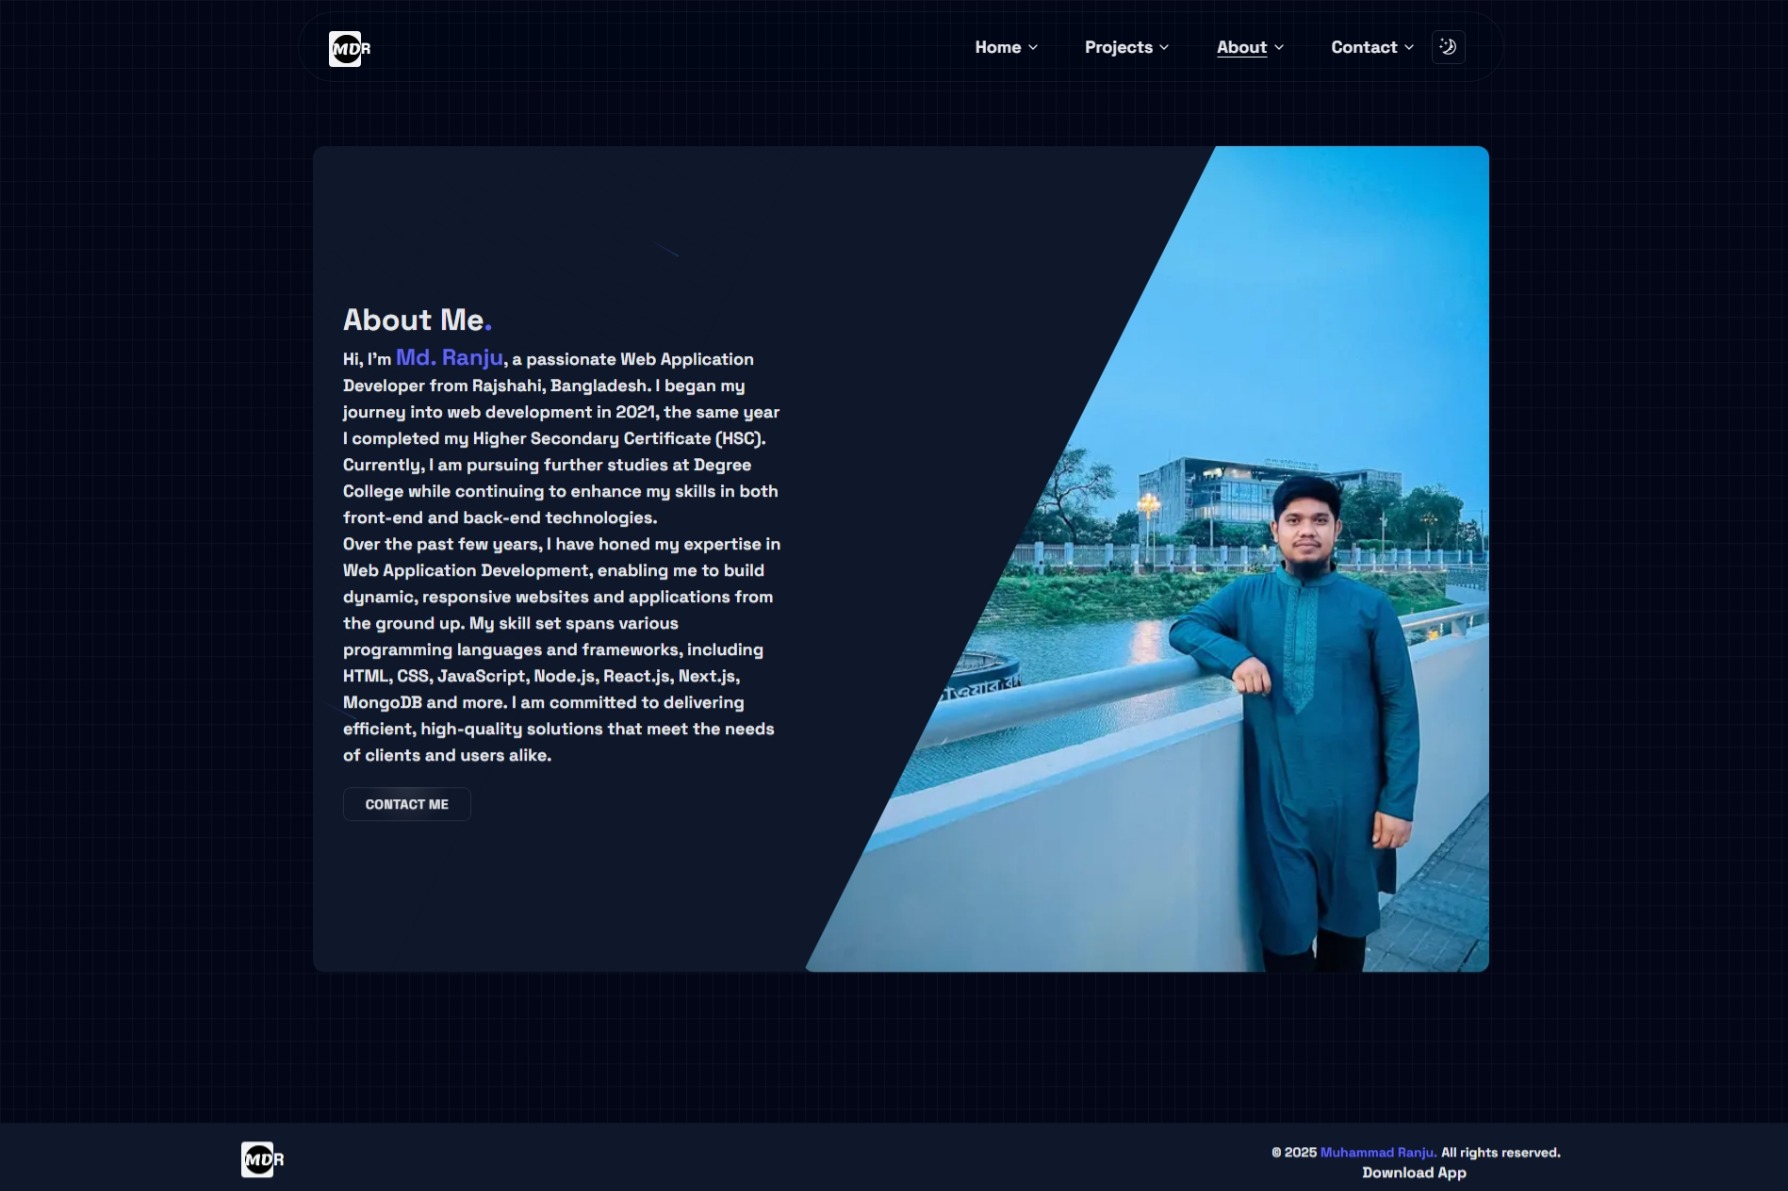 MDR
Home
Projects
About
Contact
About Me.
Hi, I'm Md. Ranju, a passionate Web Application
Developer from Rajshahi, Bangladesh. I began my
journey into web development in 2021, the same year
I completed my Higher Secondary Certificate (HSC).
Currently, I am pursuing further studies at Degree
College while continuing to enhance my skills in both
front-end and back-end technologies.
Over the past few years, I have honed my expertise in
Web Application Development, enabling me to build
dynamic, responsive websites and applications from
the ground up. My skill set spans various
programming languages and frameworks, including
HTML, CSS, JavaScript, Node.js, React.js, Next.js,
MongoDB and more. I am committed to delivering
efficient, high-quality solutions that meet the needs
of clients and users alike.
CONTACT ME
MDR
© 2025 Muhammad Ranju. All rights reserved.
Download App